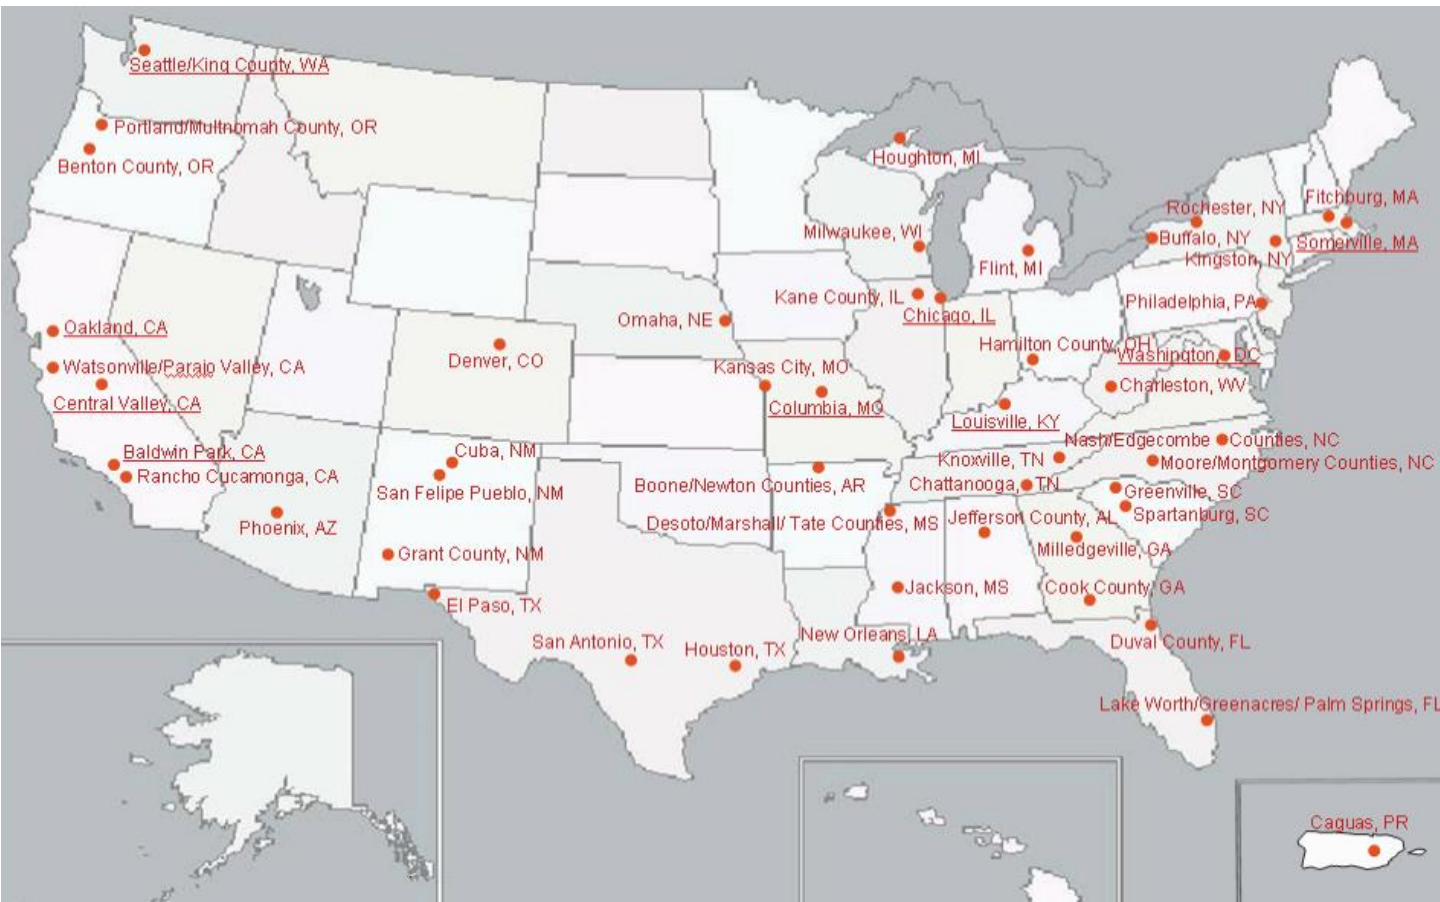 Seattle/King County, WA
Portland/Multnomah County, OR
Benton County, OR
Houghton, MI
Fitchburg, MA
Rochester, NY
Milwaukee, WI
Buffalo, NY
Somerville, MA
Kingston, NY
Flint, MI
Kane County, IL
Philadelphia, PA
Chicago, IL
Omaha, NE
Oakland, CA
Hamilton County, OH
Washington, DC
Denver, CO
Watsonville/Parajo Valley, CA
Kansas City, MO
Charleston, WV
Central Valley, CA
Columbia, MO
Louisville, KY
Nash/Edgecombe Counties, NC
Baldwin Park, CA
Cuba, NM
Knoxville, TN
Moore/Montgomery Counties, NC
Rancho Cucamonga, CA
San Felipe Pueblo, NM
Boone/Newton Counties, AR
Chattanooga, TN
Greenville, SC
Phoenix, AZ
Desoto/Marshall/ Tate Counties, MS
Jefferson County, AL
Spartanburg, SC
Grant County, NM
Milledgeville, GA
Jackson, MS
Cook County, GA
El Paso, TX
San Antonio, TX
Houston, TX
New Orleans, LA
Duval County, FL
Lake Worth/Greenacres/ Palm Springs, FL
Caguas, PR